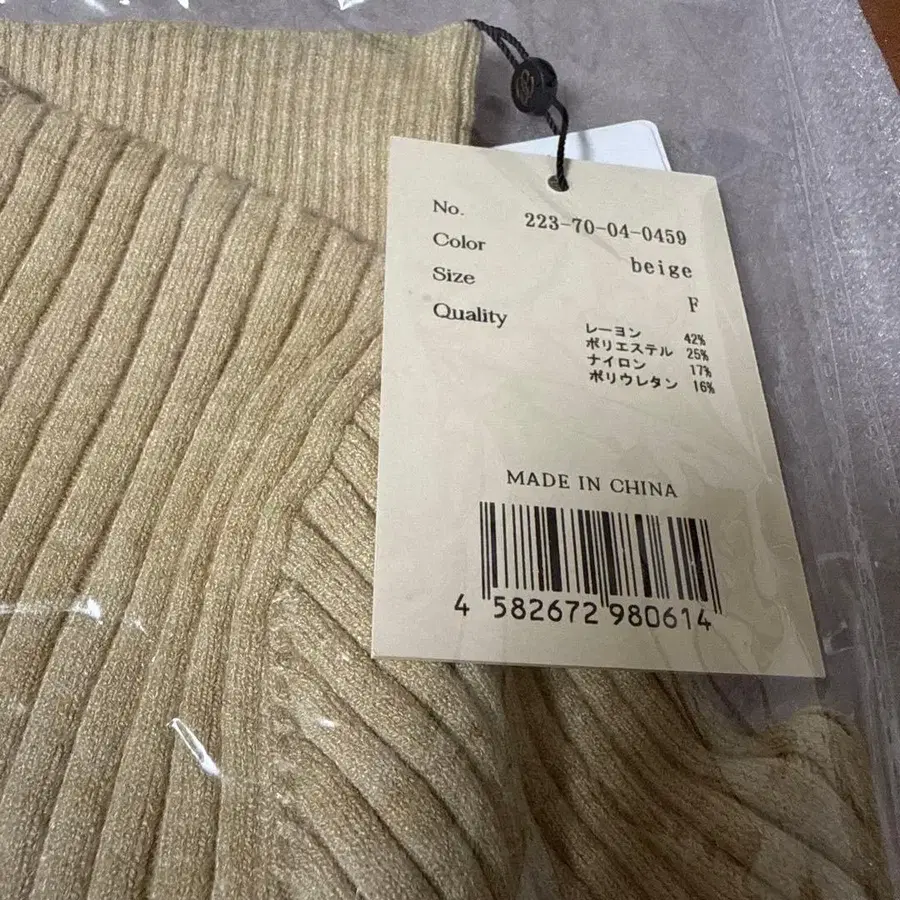 No. 223-70-04-0459
Color beige
Size F
Quality
レーヨン 42%
ポリエステル 25%
ナイロン 17%
ポリウレタン 16%
MADE IN CHINA
4 582672 980614